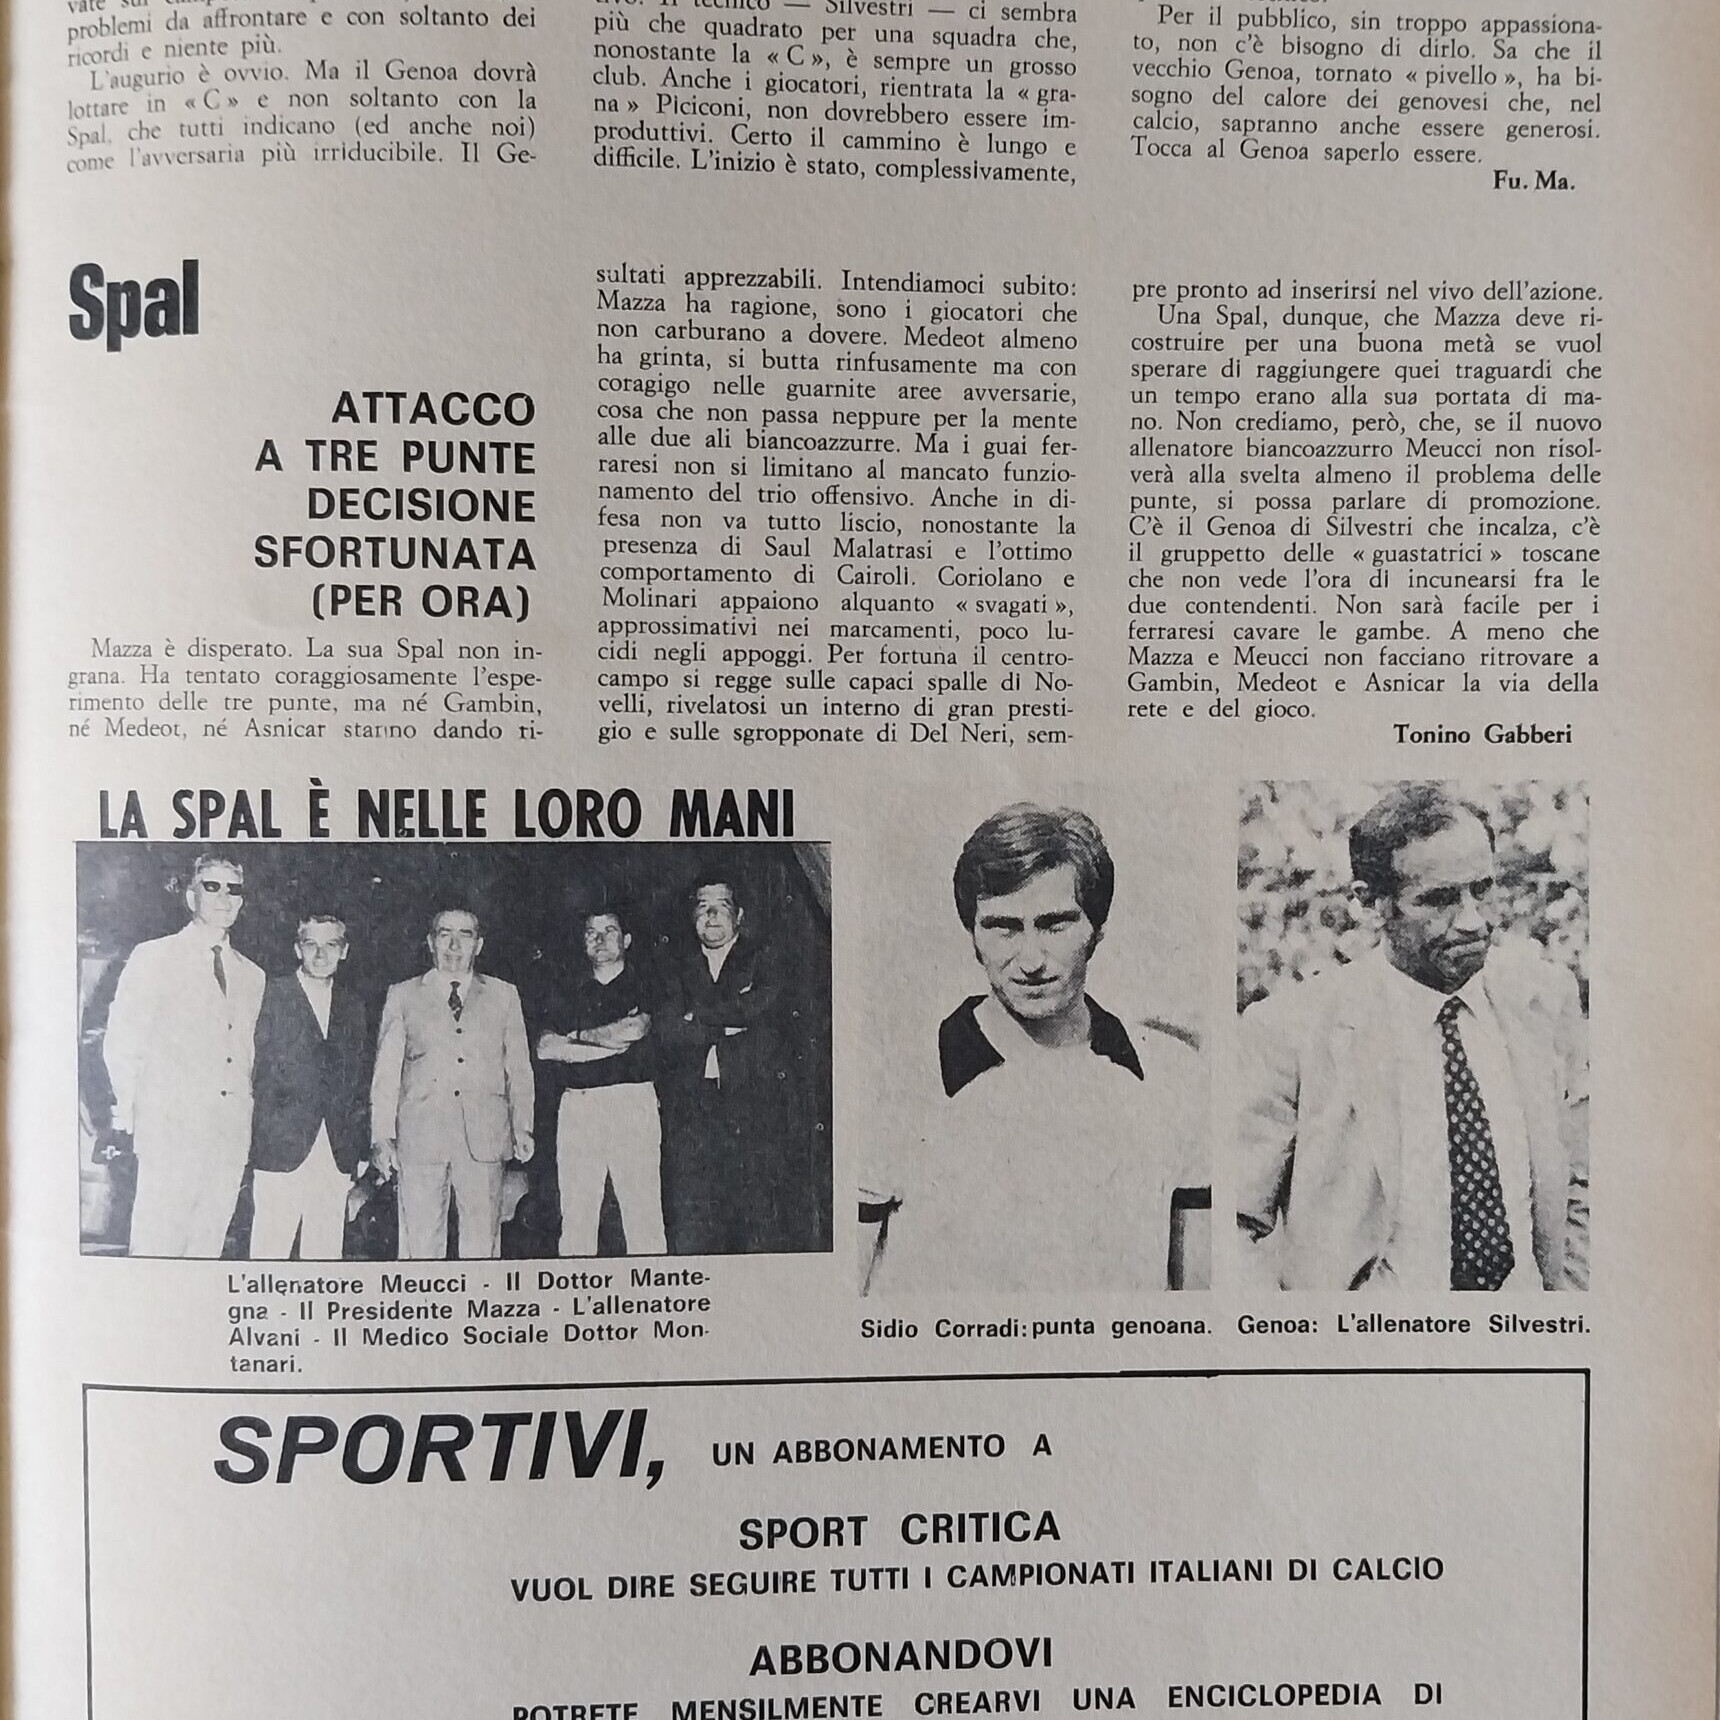 problemi da affrontare e con soltanto dei
ricordi e niente più.
L'augurio è ovvio. Ma il Genoa dovrà
lottare in « C » e non soltanto con la
Spal, che tutti indicano (ed anche noi)
come l'avversaria più irriducibile. Il Ge-
Silvestri — ci sembra
più che quadrato per una squadra che,
nonostante la « C », è sempre un grosso
club. Anche i giocatori, rientrata la « gra-
na » Piciconi, non dovrebbero essere im-
produttivi. Certo il cammino è lungo e
difficile. L'inizio è stato, complessivamente,
Per il pubblico, sin troppo appassiona-
to, non c'è bisogno di dirlo. Sa che il
vecchio Genoa, tornato « pivello », ha bi-
sogno del calore dei genovesi che, nel
calcio, sapranno anche essere generosi.
Tocca al Genoa saperlo essere.
Fu. Ma.
Spal
ATTACCO
A TRE PUNTE
DECISIONE
SFORTUNATA
(PER ORA)
Mazza è disperato. La sua Spal non in-
grana. Ha tentato coraggiosamente l'espe-
rimento delle tre punte, ma né Gambin,
né Medeot, né Asnicar stanno dando ri-
sultati apprezzabili. Intendiamoci subito:
Mazza ha ragione, sono i giocatori che
non carburano a dovere. Medeot almeno
ha grinta, si butta rinfusamente ma con
coragigo nelle guarnite aree avversarie,
cosa che non passa neppure per la mente
alle due ali biancoazzurre. Ma i guai fer-
raresi non si limitano al mancato funzio-
namento del trio offensivo. Anche in di-
fesa non va tutto liscio, nonostante la
presenza di Saul Malatrasi e l'ottimo
comportamento di Cairoli. Coriolano e
Molinari appaiono alquanto « svagati »,
approssimativi nei marcamenti, poco lu-
cidi negli appoggi. Per fortuna il centro-
campo si regge sulle capaci spalle di No-
velli, rivelatosi un interno di gran presti-
gio e sulle sgropponate di Del Neri, sem-
pre pronto ad inserirsi nel vivo dell'azione.
Una Spal, dunque, che Mazza deve ri-
costruire per una buona metà se vuol
sperare di raggiungere quei traguardi che
un tempo erano alla sua portata di ma-
no. Non crediamo, però, che, se il nuovo
allenatore biancoazzurro Meucci non risol-
verà alla svelta almeno il problema delle
punte, si possa parlare di promozione.
C'è il Genoa di Silvestri che incalza, c'è
il gruppetto delle « guastatrici » toscane
che non vede l'ora di incunearsi fra le
due contendenti. Non sarà facile per i
ferraresi cavare le gambe. A meno che
Mazza e Meucci non facciano ritrovare a
Gambin, Medeot e Asnicar la via della
rete e del gioco.
Tonino Gabberi
LA SPAL È NELLE LORO MANI
L'allenatore Meucci - Il Dottor Mante-
gna - Il Presidente Mazza - L'allenatore
Alvani - Il Medico Sociale Dottor Mon-
tanari.
Sidio Corradi: punta genoana.
Genoa: L'allenatore Silvestri.
SPORTIVI, UN ABBONAMENTO A
SPORT CRITICA
VUOL DIRE SEGUIRE TUTTI I CAMPIONATI ITALIANI DI CALCIO
ABBONANDOVI
POTRETE MENSILMENTE CREARVI UNA ENCICLOPEDIA DI